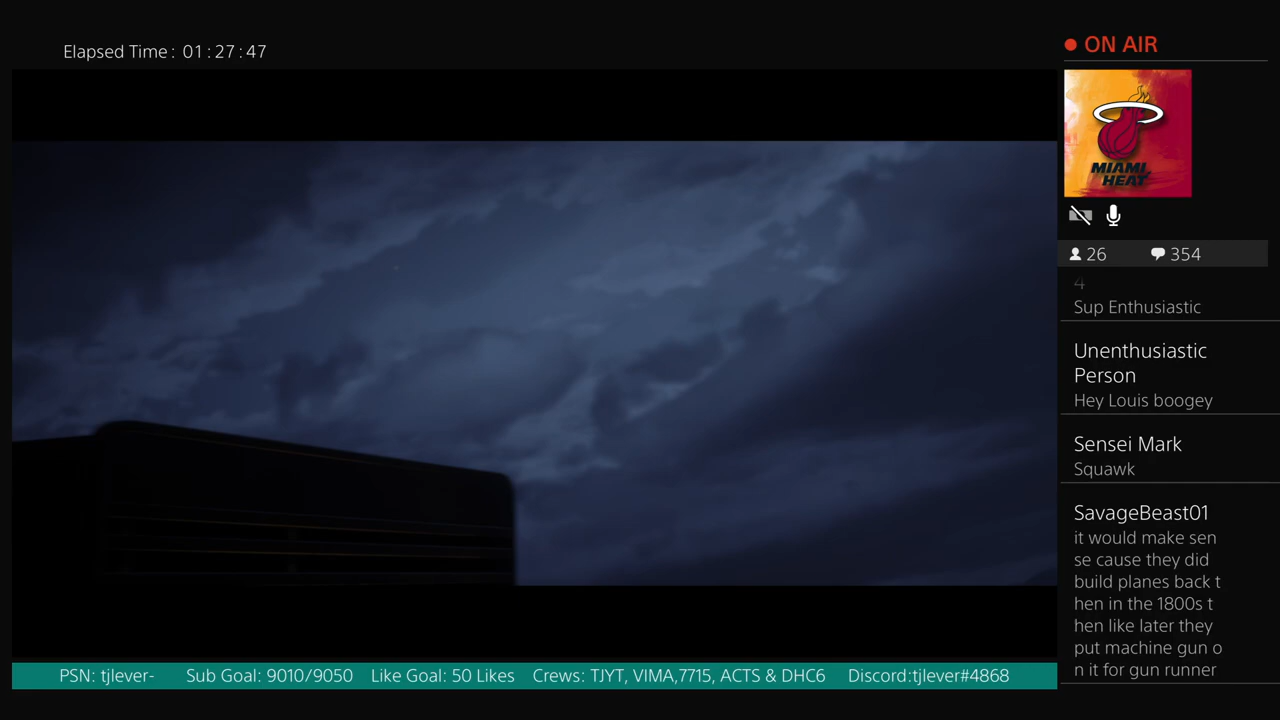 Elapsed Time: 01:27:47
ON AIR
MIAMI
HEAT
26 354
4
Sup Enthusiastic
Unenthusiastic
Person
Hey Louis boogey
Sensei Mark
Squawk
SavageBeast01
it would make sen
se cause they did
build planes back t
hen in the 1800s t
hen like later they
put machine gun o
n it for gun runner
PSN: tjlever- Sub Goal: 9010/9050 Like Goal: 50 Likes Crews: TJYT, VIMA,7715, ACTS & DHC6 Discord:tjlever#4868